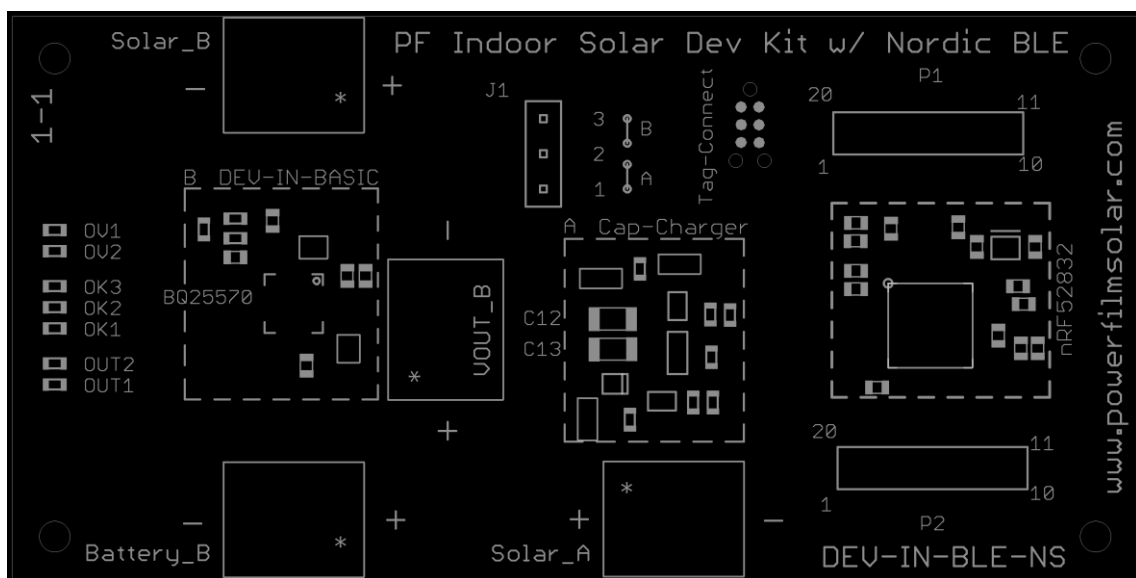 Solar_B
PF Indoor Solar Dev Kit w/ Nordic BLE
- * +
1-1
J1
3
2
1
B
A
Tag-Connect
P1
20
11
1
10
www.powerfilmsolar.com
B DEV-IN-BASIC
A Cap-Charger
OV1
OV2
OK3
OK2
OK1
OUT2
OUT1
BQ25570
-
VOUT_B
*
+
C12
C13
nRF52832
20
11
1
10
P2
- * +
Battery_B
+ * -
Solar_A
DEV-IN-BLE-NS